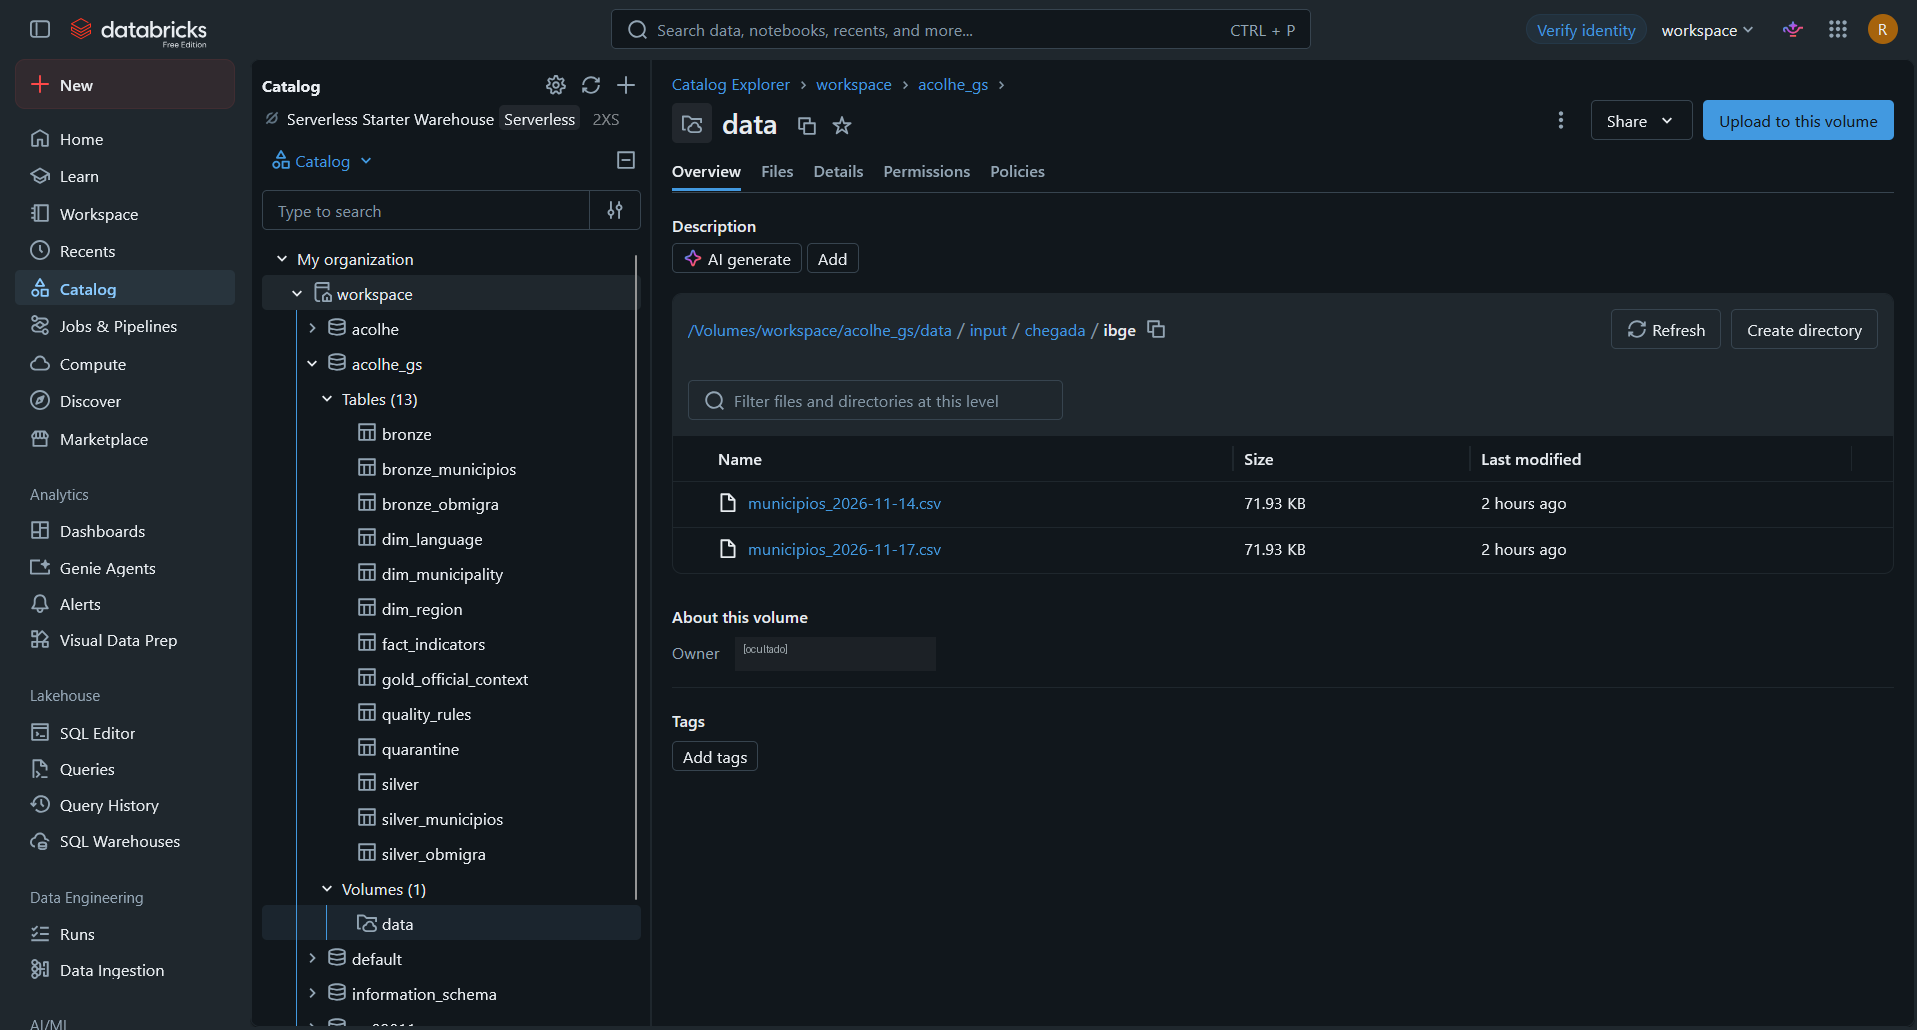 databricks
Free Edition
Search data, notebooks, recents, and more...
CTRL + P
Verify identity
workspace
R
New
Home
Learn
Workspace
Recents
Catalog
Jobs & Pipelines
Compute
Discover
Marketplace
Analytics
Dashboards
Genie Agents
Alerts
Visual Data Prep
Lakehouse
SQL Editor
Queries
Query History
SQL Warehouses
Data Engineering
Runs
Data Ingestion
AI/ML
Catalog
Serverless Starter Warehouse Serverless 2XS
Catalog
Type to search
My organization
workspace
acolhe
acolhe_gs
Tables (13)
bronze
bronze_municipios
bronze_obmigra
dim_language
dim_municipality
dim_region
fact_indicators
gold_official_context
quality_rules
quarantine
silver
silver_municipios
silver_obmigra
Volumes (1)
data
default
information_schema
Catalog Explorer › workspace › acolhe_gs ›
data
Share
Upload to this volume
Overview Files Details Permissions Policies
Description
AI generate
Add
/Volumes/workspace/acolhe_gs/data / input / chegada / ibge
Refresh
Create directory
Filter files and directories at this level
Name Size Last modified
municipios_2026-11-14.csv 71.93 KB 2 hours ago
municipios_2026-11-17.csv 71.93 KB 2 hours ago
About this volume
Owner [ocultado]
Tags
Add tags